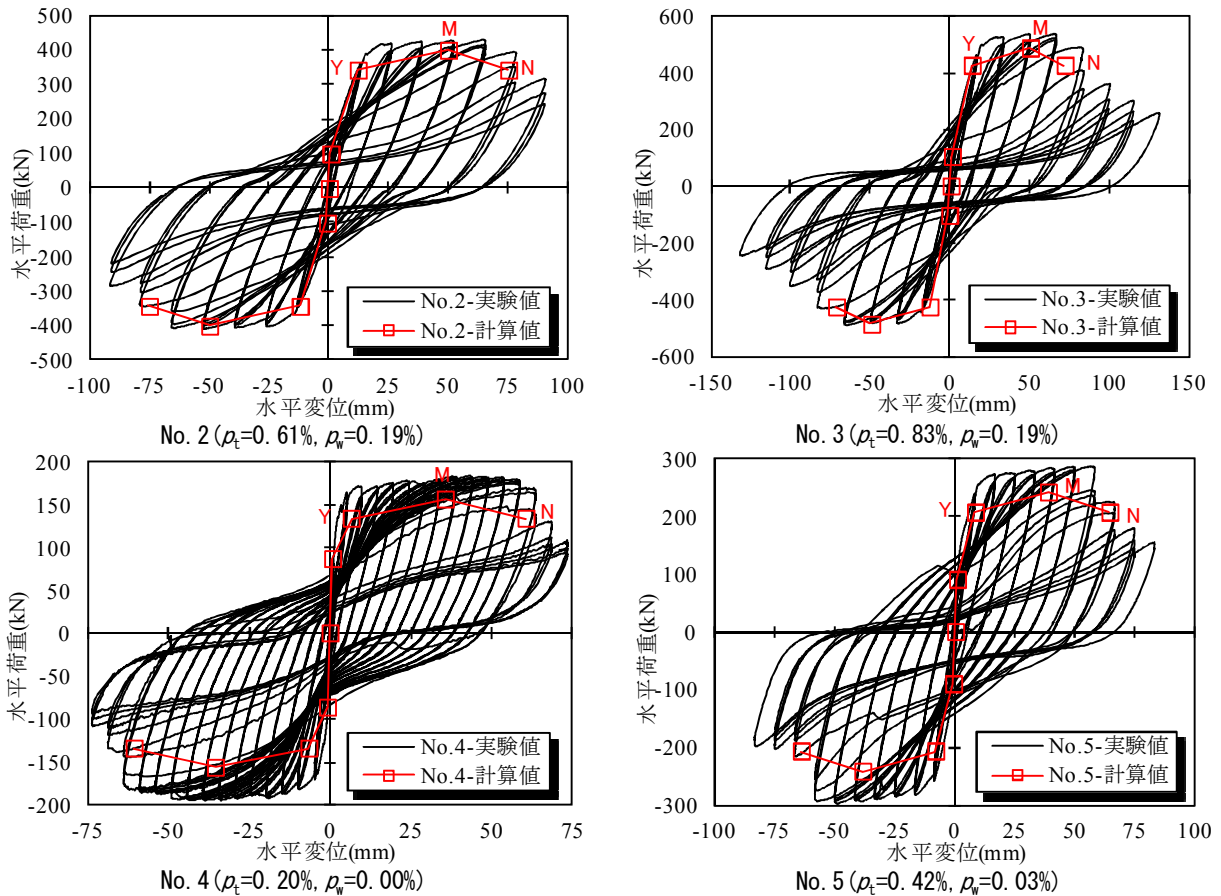 水平荷重(kN)
500
400
300
200
100
0
-100
-200
-300
-400
-500
Y
M
N
No.2-実験値
No.2-計算値
-100 -75 -50 -25 0 25 50 75 100
水平変位(mm)
No.2(pt=0.61%, pw=0.19%)
水平荷重(kN)
600
400
200
0
-200
-400
-600
Y
M
N
No.3-実験値
No.3-計算値
-150 -100 -50 0 50 100 150
水平変位(mm)
No.3(pt=0.83%, pw=0.19%)
水平荷重(kN)
200
150
100
50
0
-50
-100
-150
-200
Y
M
N
No.4-実験値
No.4-計算値
-75 -50 -25 0 25 50 75
水平変位(mm)
No.4(pt=0.20%, pw=0.00%)
水平荷重(kN)
300
200
100
0
-100
-200
-300
Y
M
N
No.5-実験値
No.5-計算値
-100 -75 -50 -25 0 25 50 75 100
水平変位(mm)
No.5(pt=0.42%, pw=0.03%)